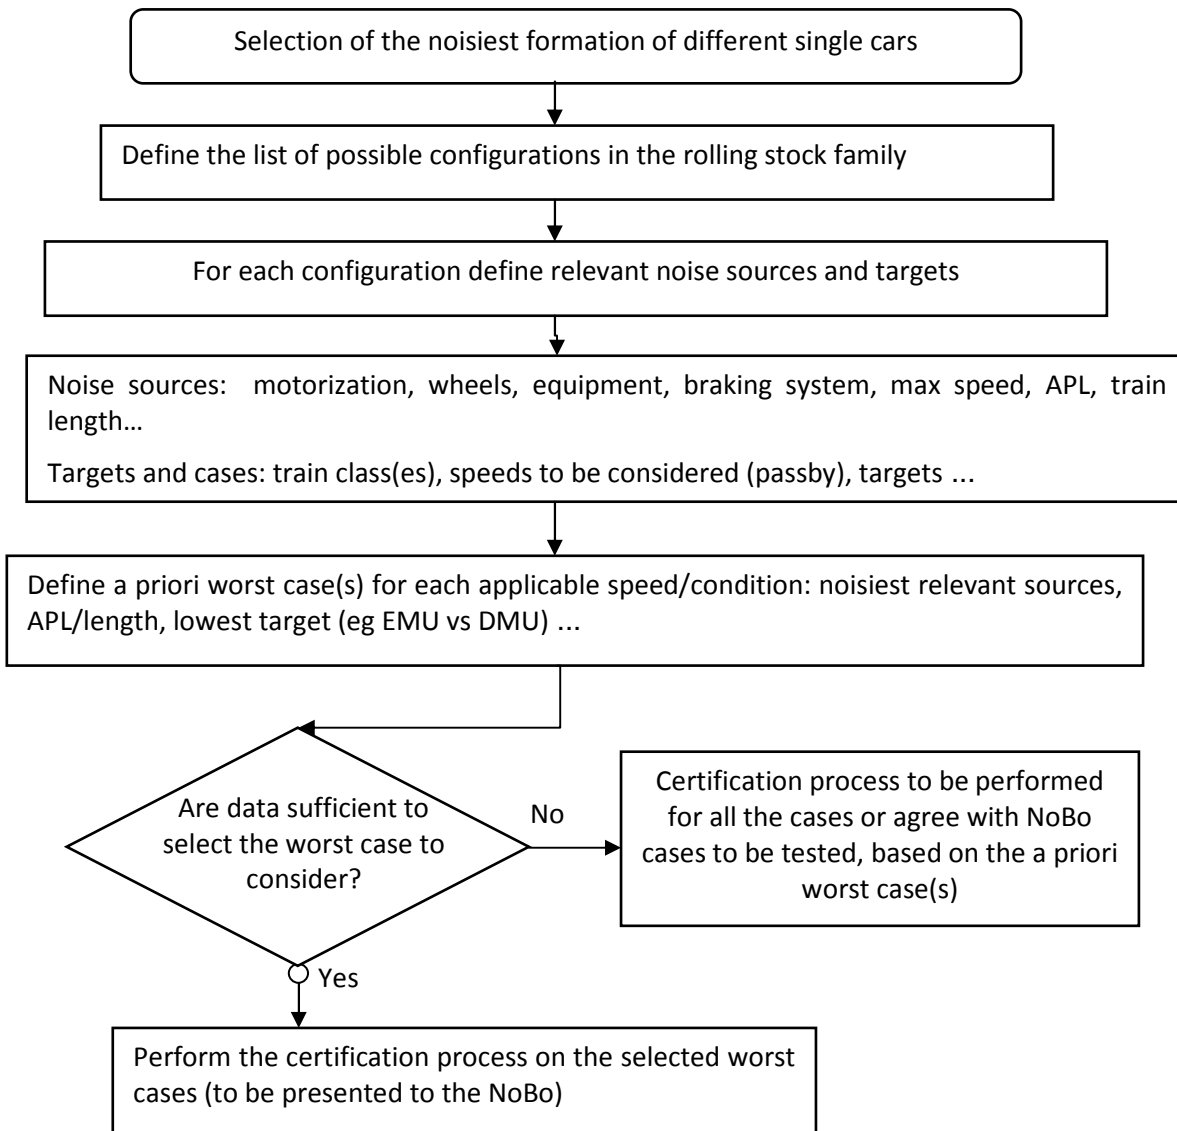 Selection of the noisiest formation of different single cars
Define the list of possible configurations in the rolling stock family
For each configuration define relevant noise sources and targets
Noise sources: motorization, wheels, equipment, braking system, max speed, APL, train
length…
Targets and cases: train class(es), speeds to be considered (passby), targets …
Define a priori worst case(s) for each applicable speed/condition: noisiest relevant sources,
APL/length, lowest target (eg EMU vs DMU) …
Are data sufficient to
select the worst case to
consider?
No
Certification process to be performed
for all the cases or agree with NoBo
cases to be tested, based on the a priori
worst case(s)
Yes
Perform the certification process on the selected worst
cases (to be presented to the NoBo)